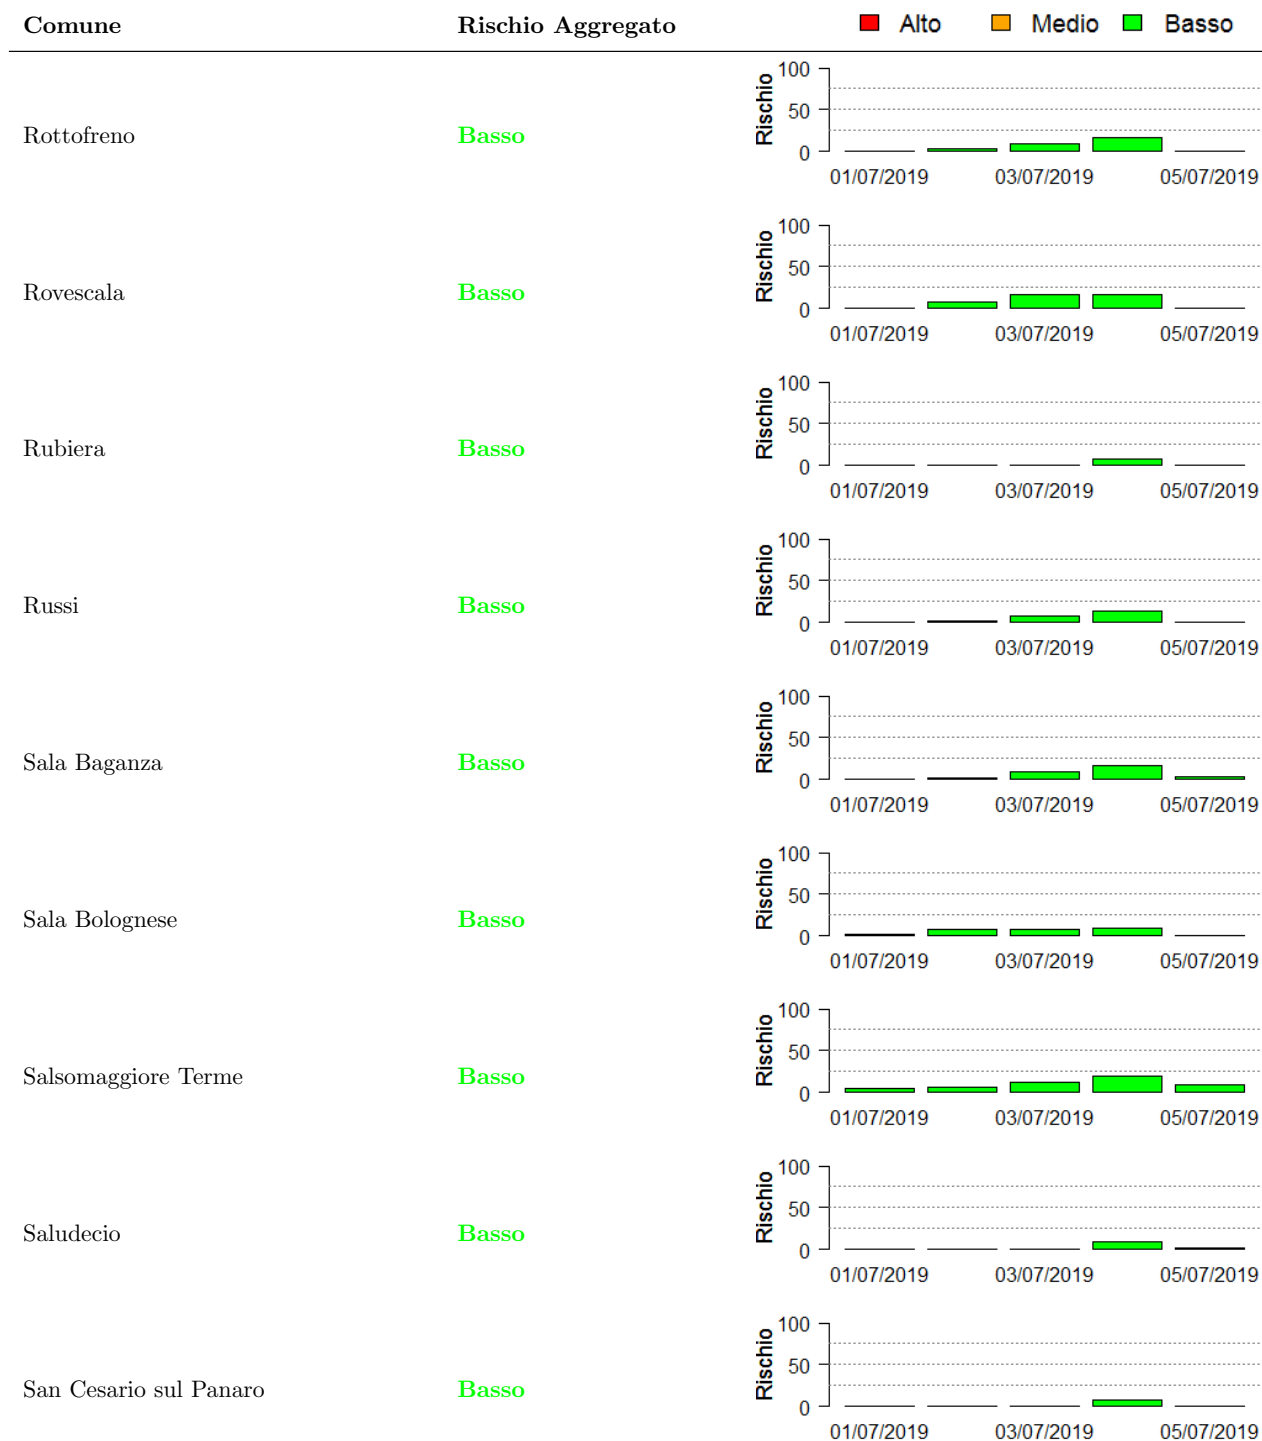 Comune Rischio Aggregato Alto Medio Basso
Rottofreno Basso
Rischio
100
50
0
01/07/2019 03/07/2019 05/07/2019
Rovescala Basso
Rischio
100
50
0
01/07/2019 03/07/2019 05/07/2019
Rubiera Basso
Rischio
100
50
0
01/07/2019 03/07/2019 05/07/2019
Russi Basso
Rischio
100
50
0
01/07/2019 03/07/2019 05/07/2019
Sala Baganza Basso
Rischio
100
50
0
01/07/2019 03/07/2019 05/07/2019
Sala Bolognese Basso
Rischio
100
50
0
01/07/2019 03/07/2019 05/07/2019
Salsomaggiore Terme Basso
Rischio
100
50
0
01/07/2019 03/07/2019 05/07/2019
Saludecio Basso
Rischio
100
50
0
01/07/2019 03/07/2019 05/07/2019
San Cesario sul Panaro Basso
Rischio
100
50
0
01/07/2019 03/07/2019 05/07/2019